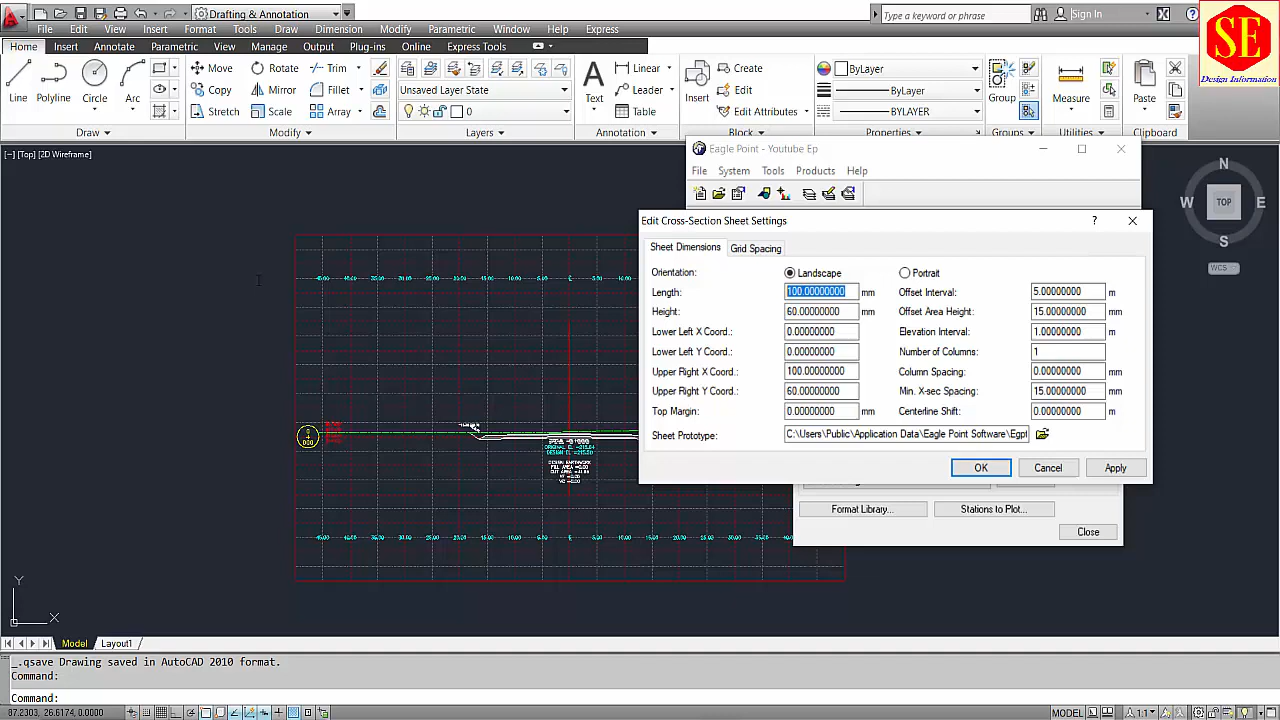 Drafting & Annotation
Type a keyword or phrase
Sign In
SE
Design Information
File Edit View Insert Format Tools Draw Dimension Modify Parametric Window Help Express
Home Insert Annotate Parametric View Manage Output Plug-ins Online Express Tools
Line Polyline Circle Arc
Move Rotate Trim
Copy Mirror Fillet
Stretch Scale Array
Unsaved Layer State
0
Text
Linear
Leader
Table
Insert
Create
Edit
Edit Attributes
ByLayer
ByLayer
BYLAYER
Group
Measure
Paste
Draw Modify Layers Annotation Block Properties Groups Utilities Clipboard
[−] [Top] [2D Wireframe]
Eagle Point - Youtube Ep
File System Tools Products Help
N
W TOP E
S
WCS
Edit Cross-Section Sheet Settings
?
Sheet Dimensions Grid Spacing
Orientation: Landscape Portrait
Length: 100.00000000 mm Offset Interval: 5.00000000 m
Height: 60.00000000 mm Offset Area Height: 15.00000000 mm
Lower Left X Coord.: 0.00000000 Elevation Interval: 1.00000000 m
Lower Left Y Coord.: 0.00000000 Number of Columns: 1
Upper Right X Coord.: 100.00000000 Column Spacing: 0.00000000 mm
Upper Right Y Coord.: 60.00000000 Min. X-sec Spacing: 15.00000000 mm
Top Margin: 0.00000000 mm Centerline Shift: 0.00000000 m
Sheet Prototype: C:\Users\Public\Application Data\Eagle Point Software\Egpt
OK Cancel Apply
Format Library... Stations to Plot...
Close
Y
X
Model Layout1
_.qsave Drawing saved in AutoCAD 2010 format.
Command:
Command:
87.2303, 26.6174, 0.0000
MODEL
1:1